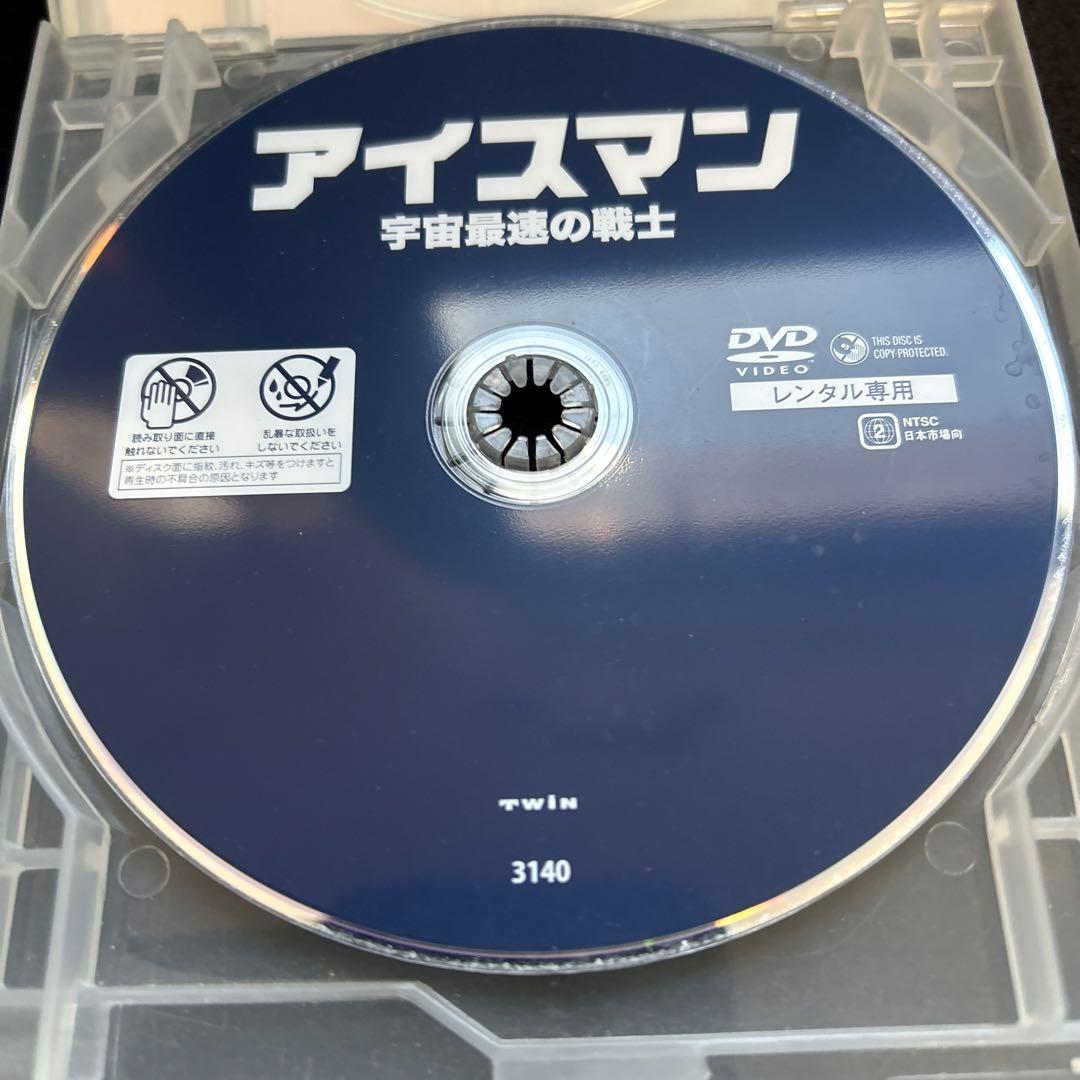 アイスマン
宇宙最速の戦士
読み取り面に直接
触れないでください
乱暴な取扱いを
しないでください
※ディスク面に指紋、汚れ、キズ等をつけますと
再生時の不具合の原因となります
DVD
VIDEO
THIS DISC IS
COPY-PROTECTED.
レンタル専用
2
NTSC
日本市場向
TWIN
3140